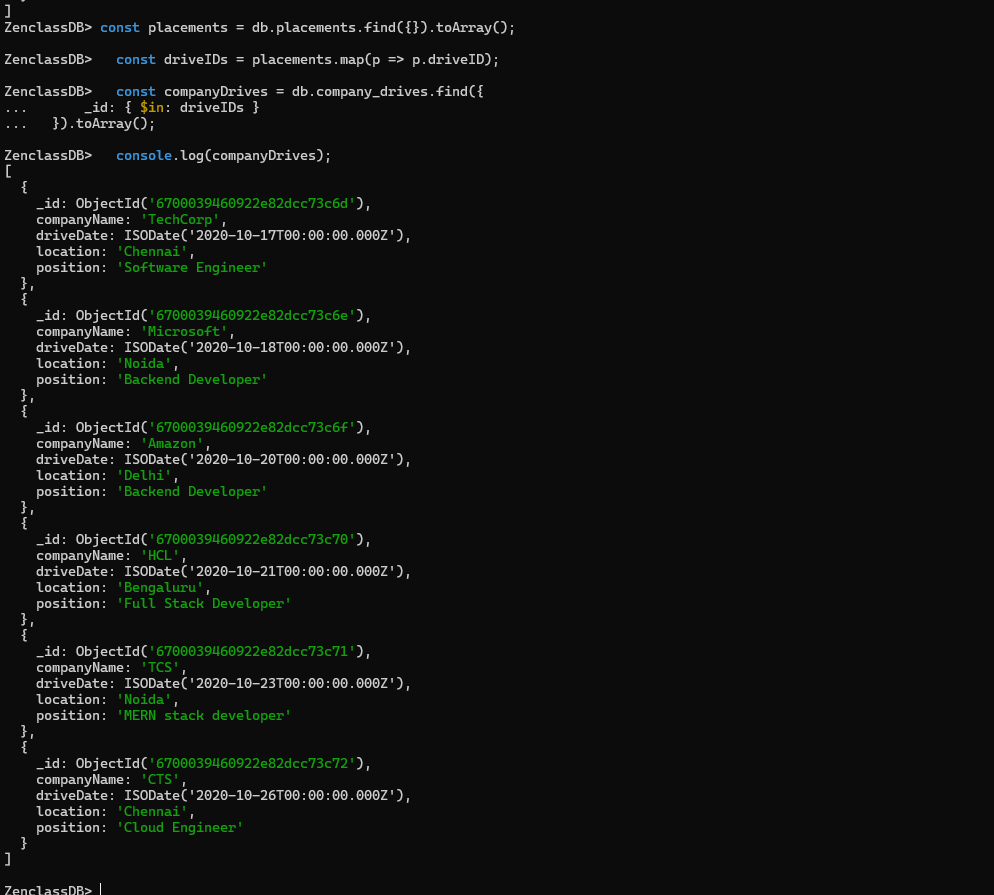 ]
ZenclassDB> const placements = db.placements.find({}).toArray();
ZenclassDB>   const driveIDs = placements.map(p => p.driveID);
ZenclassDB>   const companyDrives = db.company_drives.find({
...       _id: { $in: driveIDs }
...   }).toArray();
ZenclassDB>   console.log(companyDrives);
[
  {
    _id: ObjectId('6700039460922e82dcc73c6d'),
    companyName: 'TechCorp',
    driveDate: ISODate('2020-10-17T00:00:00.000Z'),
    location: 'Chennai',
    position: 'Software Engineer'
  },
  {
    _id: ObjectId('6700039460922e82dcc73c6e'),
    companyName: 'Microsoft',
    driveDate: ISODate('2020-10-18T00:00:00.000Z'),
    location: 'Noida',
    position: 'Backend Developer'
  },
  {
    _id: ObjectId('6700039460922e82dcc73c6f'),
    companyName: 'Amazon',
    driveDate: ISODate('2020-10-20T00:00:00.000Z'),
    location: 'Delhi',
    position: 'Backend Developer'
  },
  {
    _id: ObjectId('6700039460922e82dcc73c70'),
    companyName: 'HCL',
    driveDate: ISODate('2020-10-21T00:00:00.000Z'),
    location: 'Bengaluru',
    position: 'Full Stack Developer'
  },
  {
    _id: ObjectId('6700039460922e82dcc73c71'),
    companyName: 'TCS',
    driveDate: ISODate('2020-10-23T00:00:00.000Z'),
    location: 'Noida',
    position: 'MERN stack developer'
  },
  {
    _id: ObjectId('6700039460922e82dcc73c72'),
    companyName: 'CTS',
    driveDate: ISODate('2020-10-26T00:00:00.000Z'),
    location: 'Chennai',
    position: 'Cloud Engineer'
  }
]
ZenclassDB>